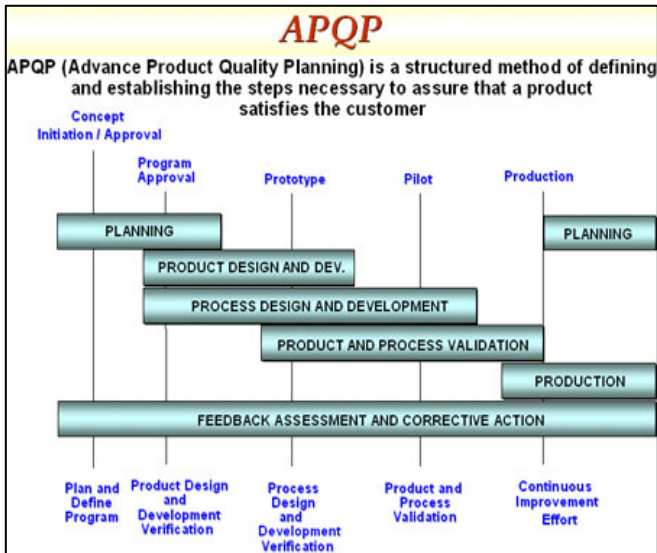 APQP
APQP (Advance Product Quality Planning) is a structured method of defining
and establishing the steps necessary to assure that a product
satisfies the customer
Concept
Initiation / Approval
Program
Approval
Prototype
Pilot
Production
PLANNING
PLANNING
PRODUCT DESIGN AND DEV.
PROCESS DESIGN AND DEVELOPMENT
PRODUCT AND PROCESS VALIDATION
PRODUCTION
FEEDBACK ASSESSMENT AND CORRECTIVE ACTION
Plan and
Define
Program
Product Design
and
Development
Verification
Process
Design
and
Development
Verification
Product and
Process
Validation
Continuous
Improvement
Effort